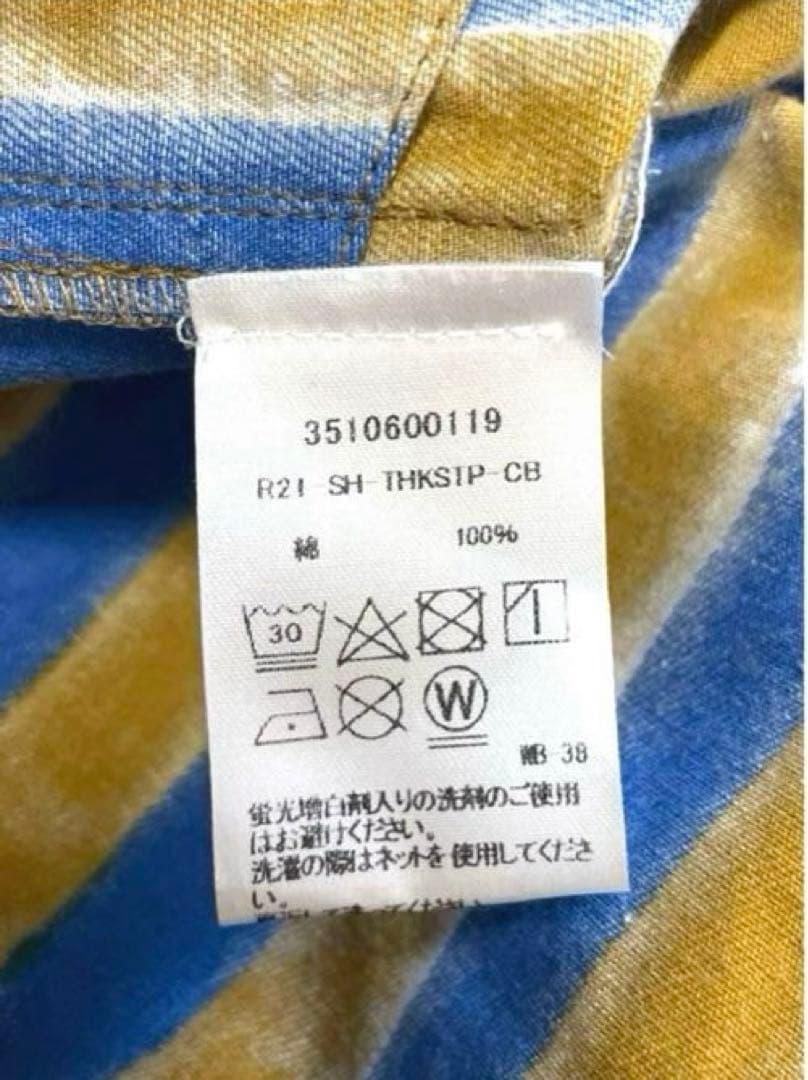 3510600119
R21-SH-THKSTP-CB
綿 100%
30
W
-38
蛍光増白剤入りの洗剤のご使用
はお避けください。
洗濯の際はネットを使用してくださ
い。